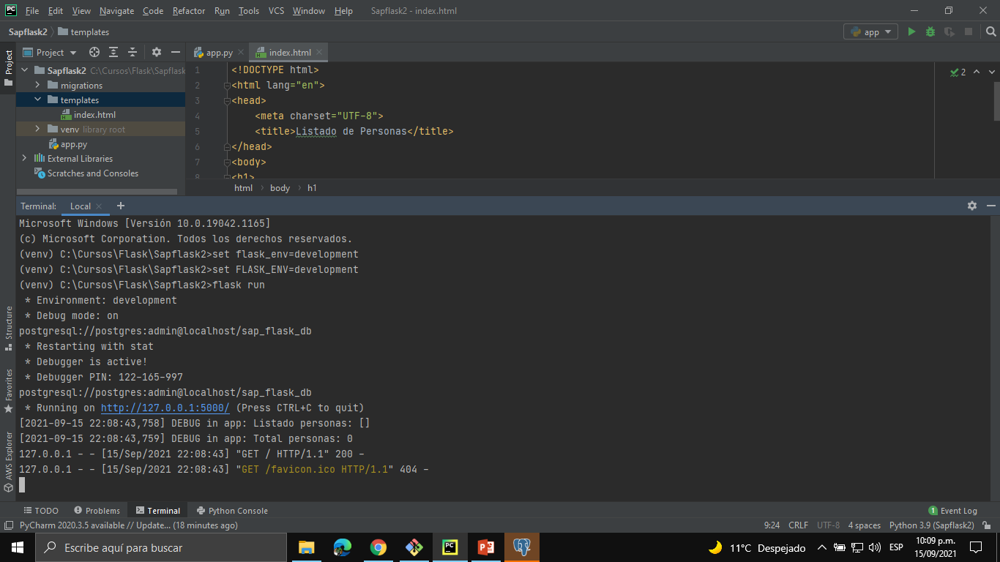 PC File Edit View Navigate Code Refactor Run Tools VCS Window Help Sapflask2 - index.html
Sapflask2 templates app
Project app.py index.html
Project
Sapflask2 C:\Cursos\Flask\Sapflask
migrations
templates
index.html
venv library root
app.py
External Libraries
Scratches and Consoles
1 <!DOCTYPE html>
2 <html lang="en">
3 <head>
4 <meta charset="UTF-8">
5 <title>Listado de Personas</title>
6 </head>
7 <body>
8 <h1>
2
html body h1
Terminal: Local
Microsoft Windows [Versión 10.0.19042.1165]
(c) Microsoft Corporation. Todos los derechos reservados.
(venv) C:\Cursos\Flask\Sapflask2>set flask_env=development
(venv) C:\Cursos\Flask\Sapflask2>set FLASK_ENV=development
(venv) C:\Cursos\Flask\Sapflask2>flask run
* Environment: development
* Debug mode: on
postgresql://postgres:admin@localhost/sap_flask_db
* Restarting with stat
* Debugger is active!
* Debugger PIN: 122-165-997
postgresql://postgres:admin@localhost/sap_flask_db
* Running on http://127.0.0.1:5000/ (Press CTRL+C to quit)
[2021-09-15 22:08:43,758] DEBUG in app: Listado personas: []
[2021-09-15 22:08:43,759] DEBUG in app: Total personas: 0
127.0.0.1 - - [15/Sep/2021 22:08:43] "GET / HTTP/1.1" 200 -
127.0.0.1 - - [15/Sep/2021 22:08:43] "GET /favicon.ico HTTP/1.1" 404 -
Structure
Favorites
AWS Explorer
TODO Problems Terminal Python Console 1 Event Log
PyCharm 2020.3.5 available // Update... (18 minutes ago) 9:24 CRLF UTF-8 4 spaces Python 3.9 (Sapflask2)
Escribe aquí para buscar 11°C Despejado ESP 10:09 p.m.
15/09/2021